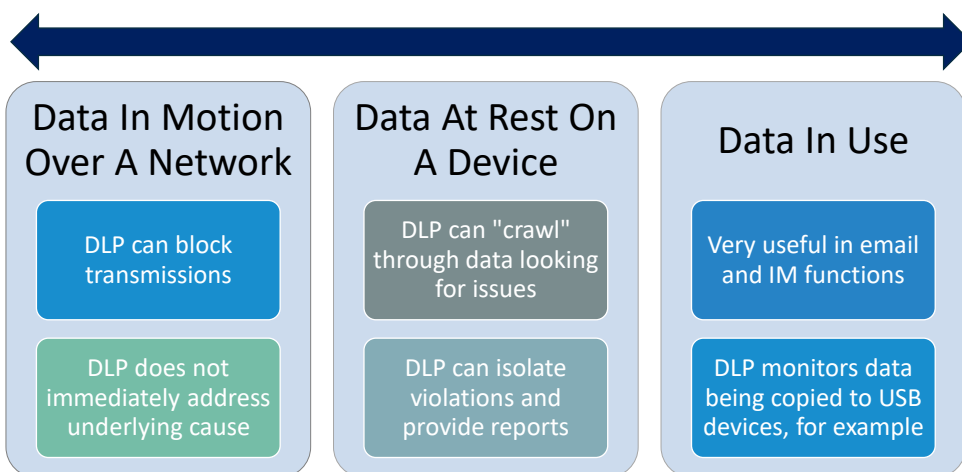 Data In Motion
Over A Network
DLP can block
transmissions
DLP does not
immediately address
underlying cause
Data At Rest On
A Device
DLP can "crawl"
through data looking
for issues
DLP can isolate
violations and
provide reports
Data In Use
Very useful in email
and IM functions
DLP monitors data
being copied to USB
devices, for example